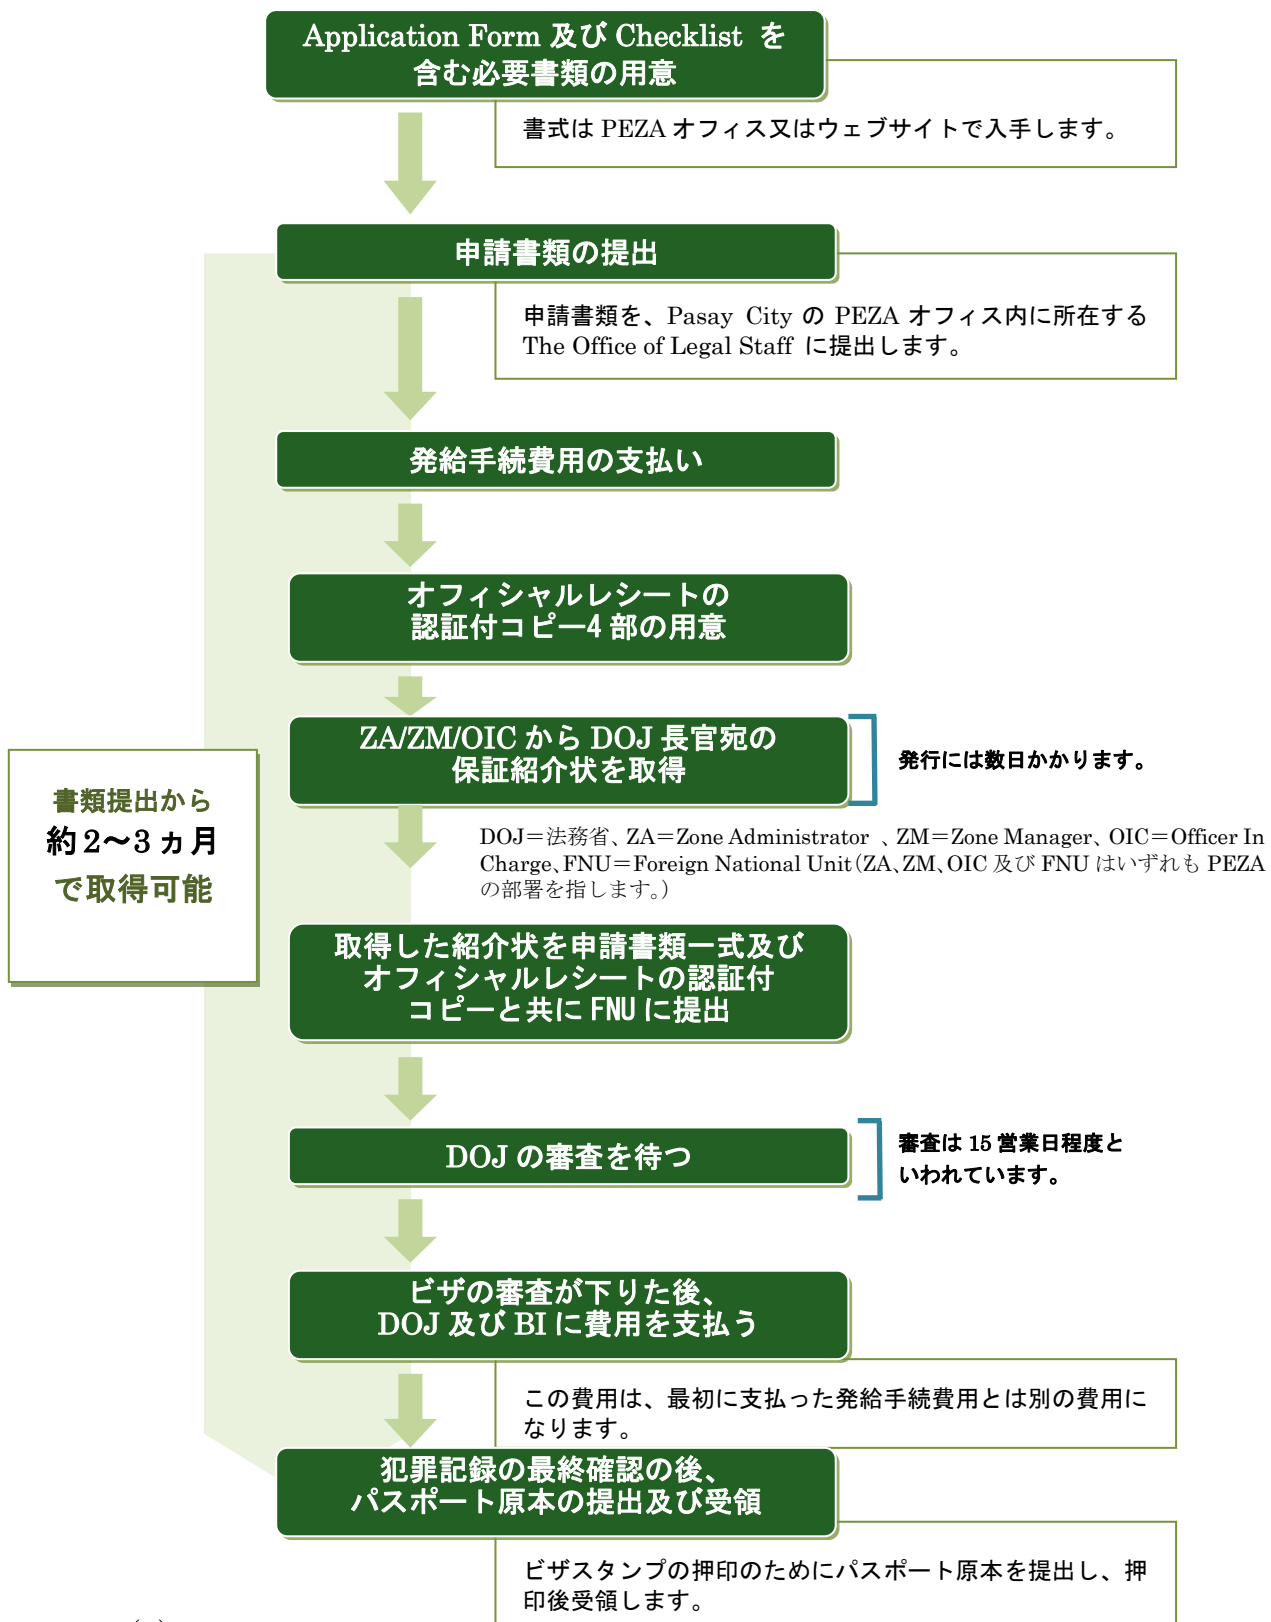 Application Form 及び Checklist を
含む必要書類の用意
書式は PEZA オフィス又はウェブサイトで入手します。
申請書類の提出
申請書類を、Pasay City の PEZA オフィス内に所在する
The Office of Legal Staff に提出します。
発給手続費用の支払い
オフィシャルレシートの
認証付コピー4 部の用意
ZA/ZM/OIC から DOJ 長官宛の
保証紹介状を取得
発行には数日かかります。
書類提出から
約 2～3 ヵ月
で取得可能
DOJ＝法務省、ZA＝Zone Administrator 、ZM＝Zone Manager、OIC＝Officer In
Charge、FNU＝Foreign National Unit（ZA、ZM、OIC 及び FNU はいずれも PEZA
の部署を指します。）
取得した紹介状を申請書類一式及び
オフィシャルレシートの認証付
コピーと共に FNU に提出
DOJ の審査を待つ
審査は 15 営業日程度と
いわれています。
ビザの審査が下りた後、
DOJ 及び BI に費用を支払う
この費用は、最初に支払った発給手続費用とは別の費用に
なります。
犯罪記録の最終確認の後、
パスポート原本の提出及び受領
ビザスタンプの押印のためにパスポート原本を提出し、押
印後受領します。